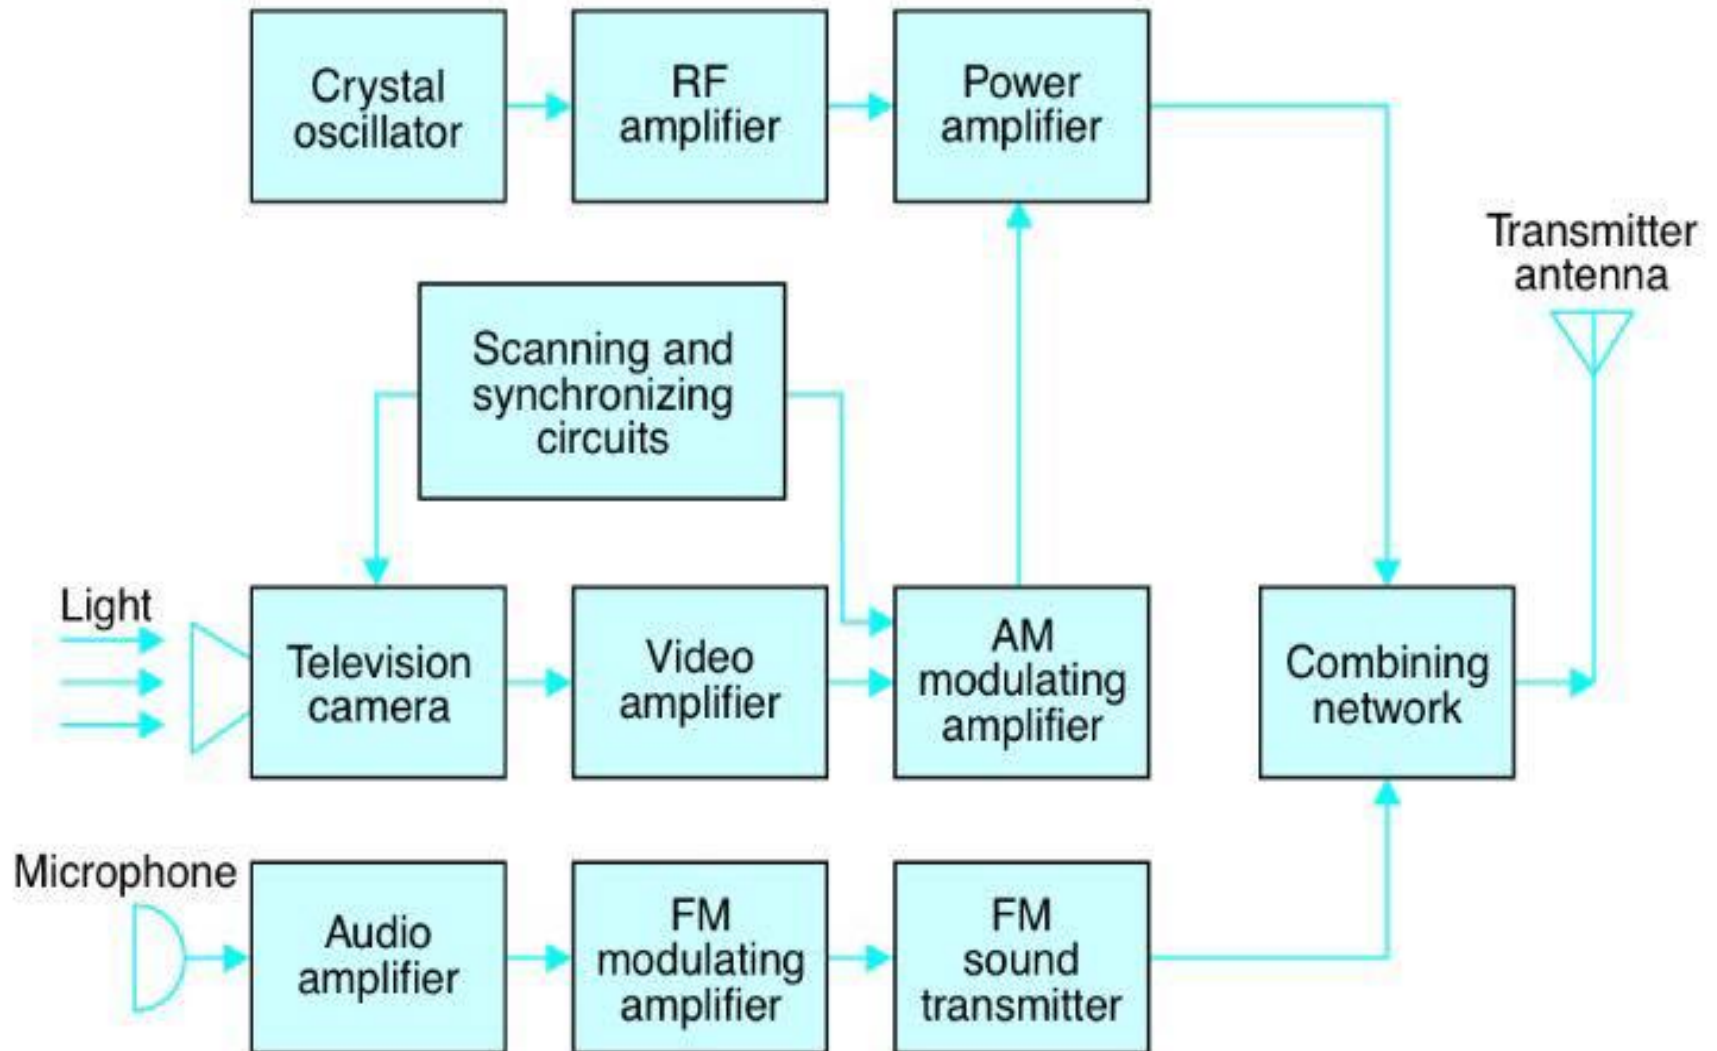 Crystal
oscillator
RF
amplifier
Power
amplifier
Transmitter
antenna
Scanning and
synchronizing
circuits
Light
Television
camera
Video
amplifier
AM
modulating
amplifier
Combining
network
Microphone
Audio
amplifier
FM
modulating
amplifier
FM
sound
transmitter